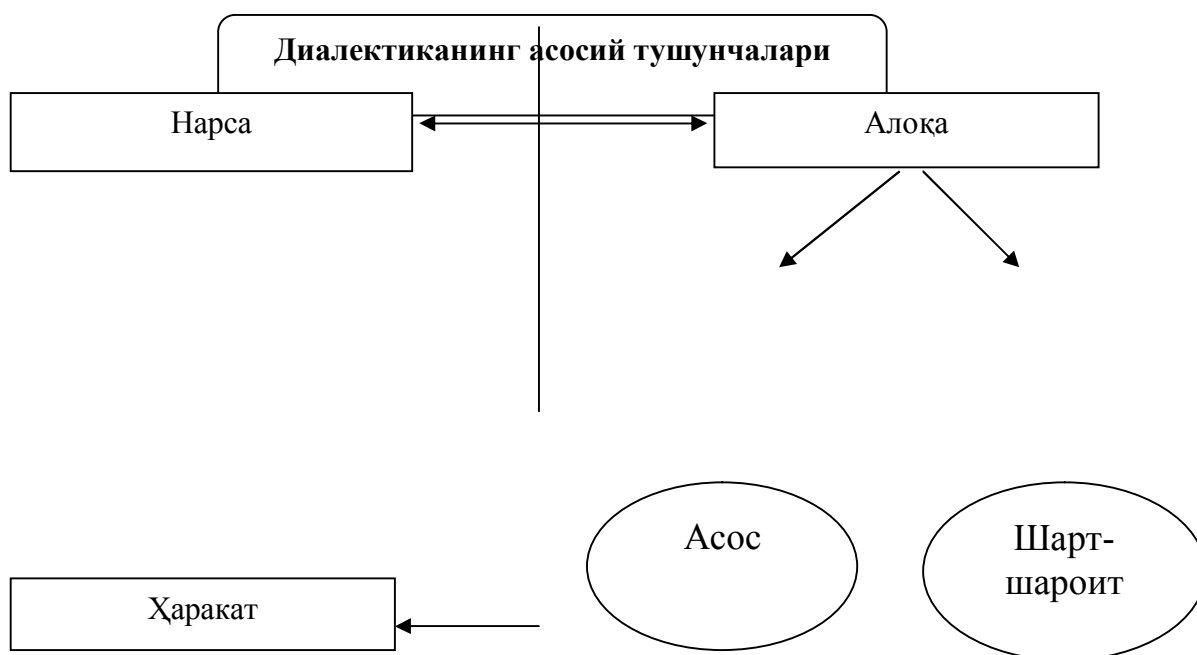 Диалектиканинг асосий тушунчалари
Нарса
Алоқа
Асос
Шарт-
шароит
Ҳаракат